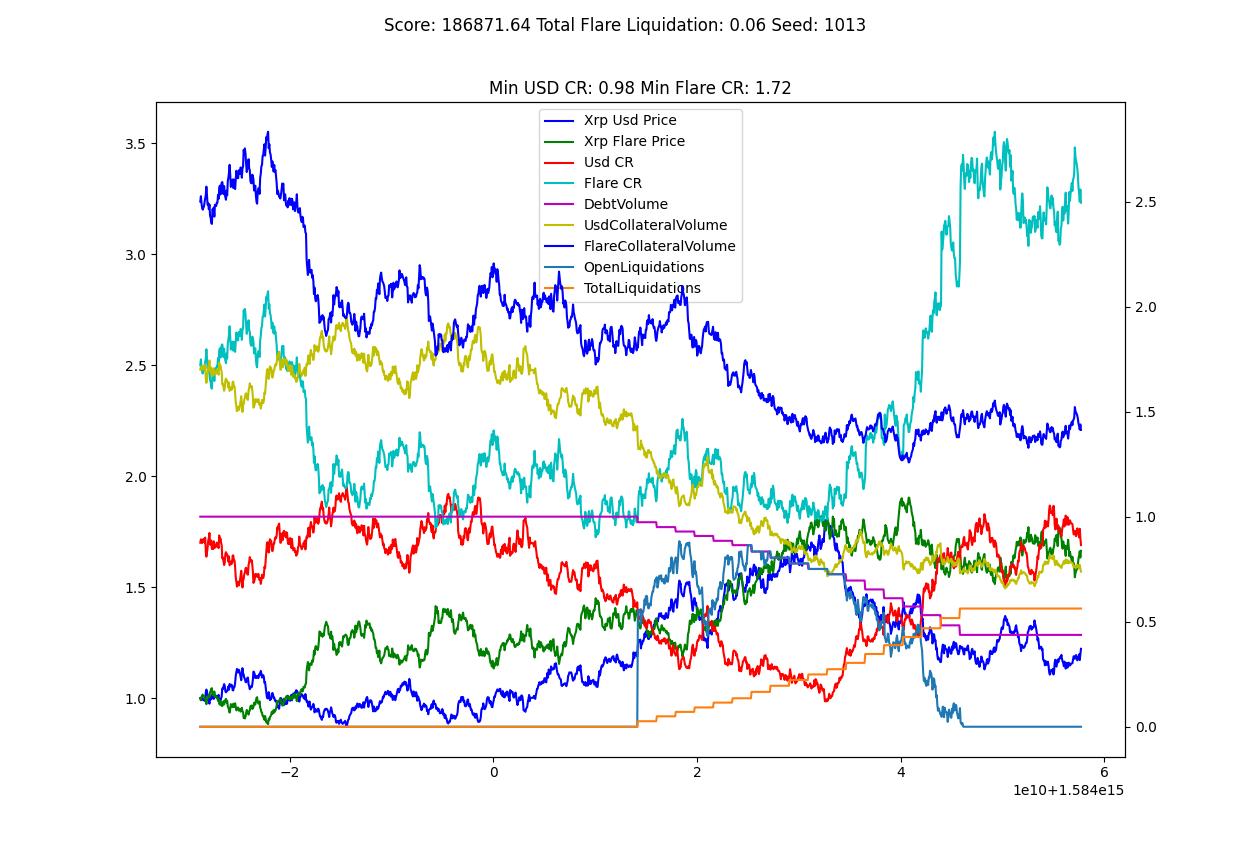 Score: 186871.64 Total Flare Liquidation: 0.06 Seed: 1013
Min USD CR: 0.98 Min Flare CR: 1.72
Xrp Usd Price
Xrp Flare Price
Usd CR
Flare CR
DebtVolume
UsdCollateralVolume
FlareCollateralVolume
OpenLiquidations
TotalLiquidations
3.5
3.0
2.5
2.0
1.5
1.0
2.5
2.0
1.5
1.0
0.5
0.0
−2
0
2
4
6
1e10+1.584e15